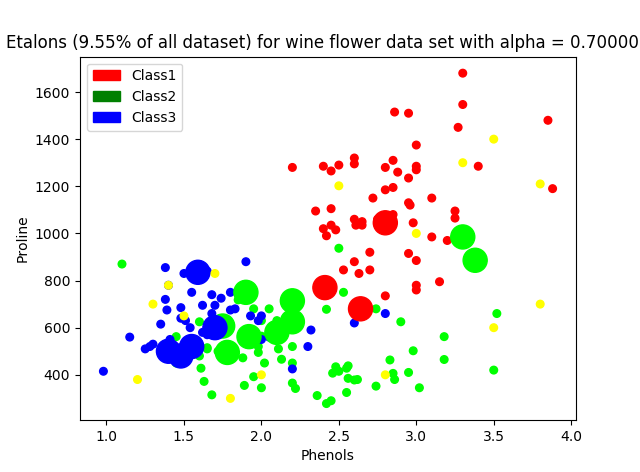 Etalons (9.55% of all dataset) for wine flower data set with alpha = 0.70000
Class1
Class2
Class3
1600
1400
1200
1000
800
600
400
Proline
1.0 1.5 2.0 2.5 3.0 3.5 4.0
Phenols